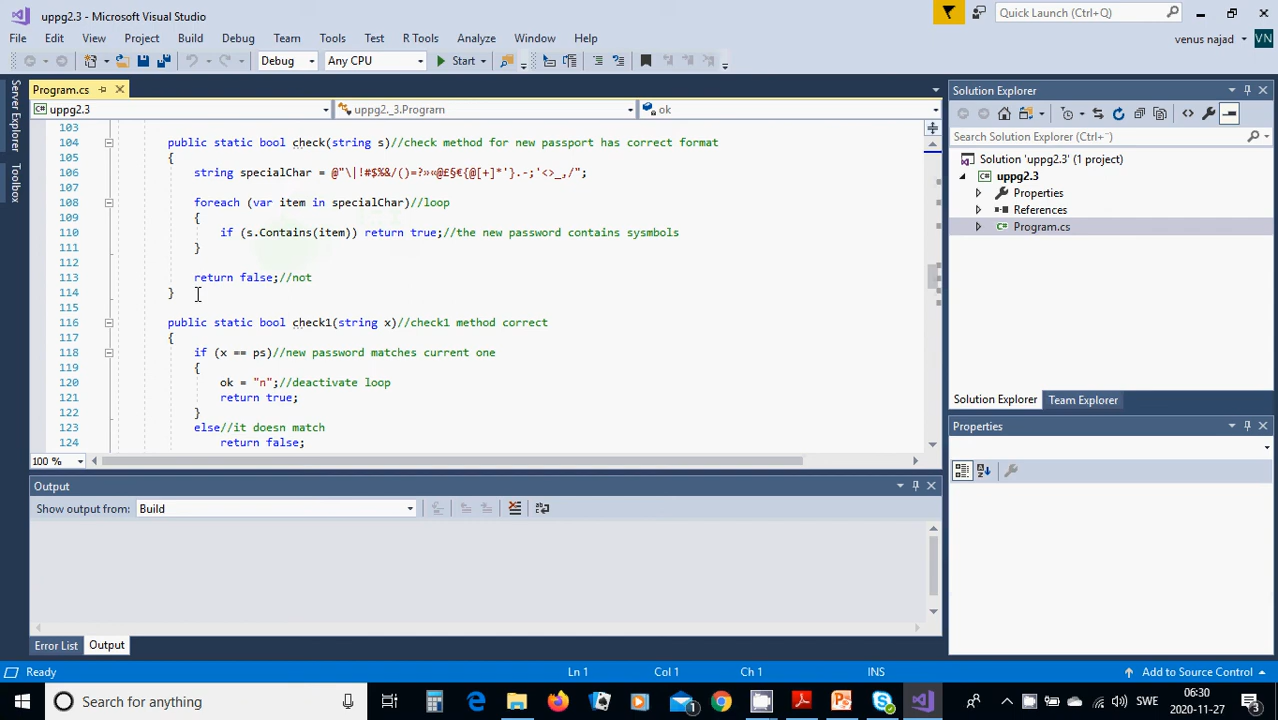 uppg2.3 - Microsoft Visual Studio
Quick Launch (Ctrl+Q)
File Edit View Project Build Debug Team Tools Test R Tools Analyze Window Help
venus najad VN
Debug Any CPU Start
Server Explorer
Toolbox
Program.cs
uppg2.3 uppg2._3.Program ok
103
104 public static bool check(string s)//check method for new passport has correct format
105 {
106 string specialChar = @"\|!#$%&/()=?»«@£§€{@[+]*'}.-;'<>_,/";
107
108 foreach (var item in specialChar)//loop
109 {
110 if (s.Contains(item)) return true;//the new password contains sysmbols
111 }
112
113 return false;//not
114 }
115
116 public static bool check1(string x)//check1 method correct
117 {
118 if (x == ps)//new password matches current one
119 {
120 ok = "n";//deactivate loop
121 return true;
122 }
123 else//it doesn match
124 return false;
100 %
Output
Show output from: Build
Error List Output
Solution Explorer
Search Solution Explorer (Ctrl+¨)
Solution 'uppg2.3' (1 project)
uppg2.3
Properties
References
Program.cs
Solution Explorer Team Explorer
Properties
Ready Ln 1 Col 1 Ch 1 INS Add to Source Control
Search for anything
1
SWE
06:30
2020-11-27
3